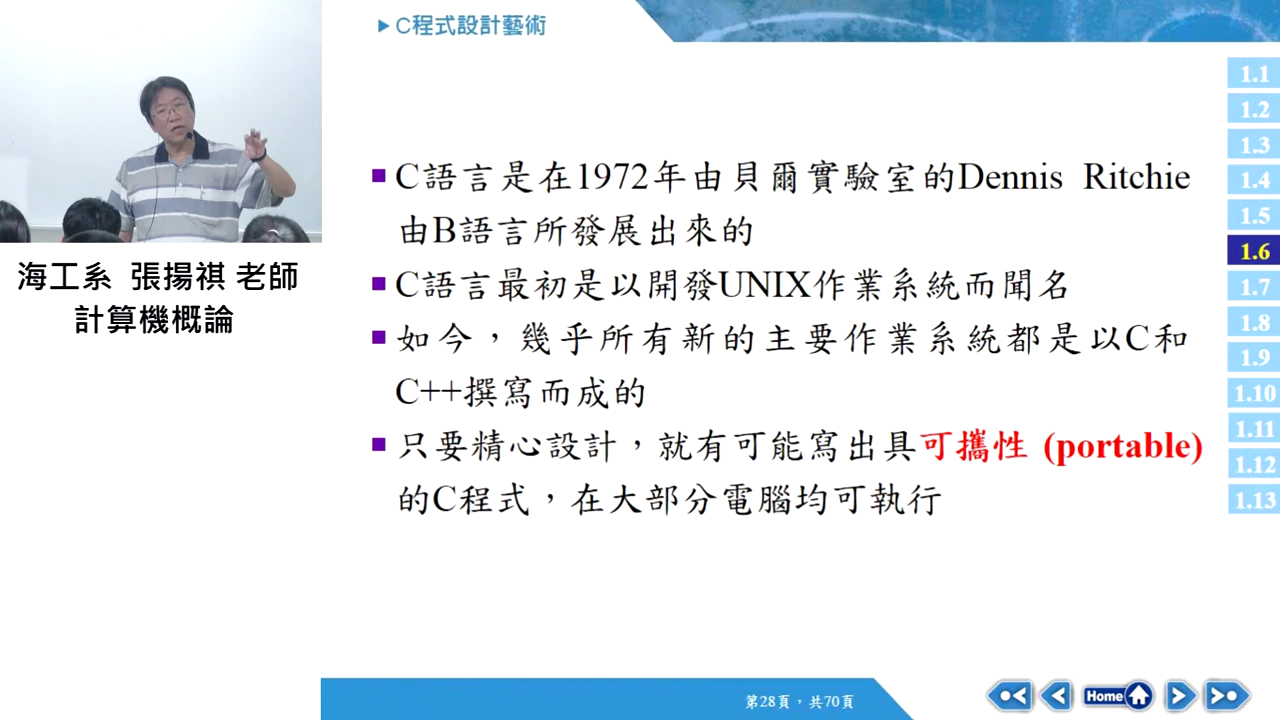 C程式設計藝術
海工系 張揚祺 老師
計算機概論
C語言是在1972年由貝爾實驗室的Dennis Ritchie
由B語言所發展出來的
C語言最初是以開發UNIX作業系統而聞名
如今，幾乎所有新的主要作業系統都是以C和
C++撰寫而成的
只要精心設計，就有可能寫出具可攜性 (portable)
的C程式，在大部分電腦均可執行
1.1
1.2
1.3
1.4
1.5
1.6
1.7
1.8
1.9
1.10
1.11
1.12
1.13
第28頁，共70頁
Home